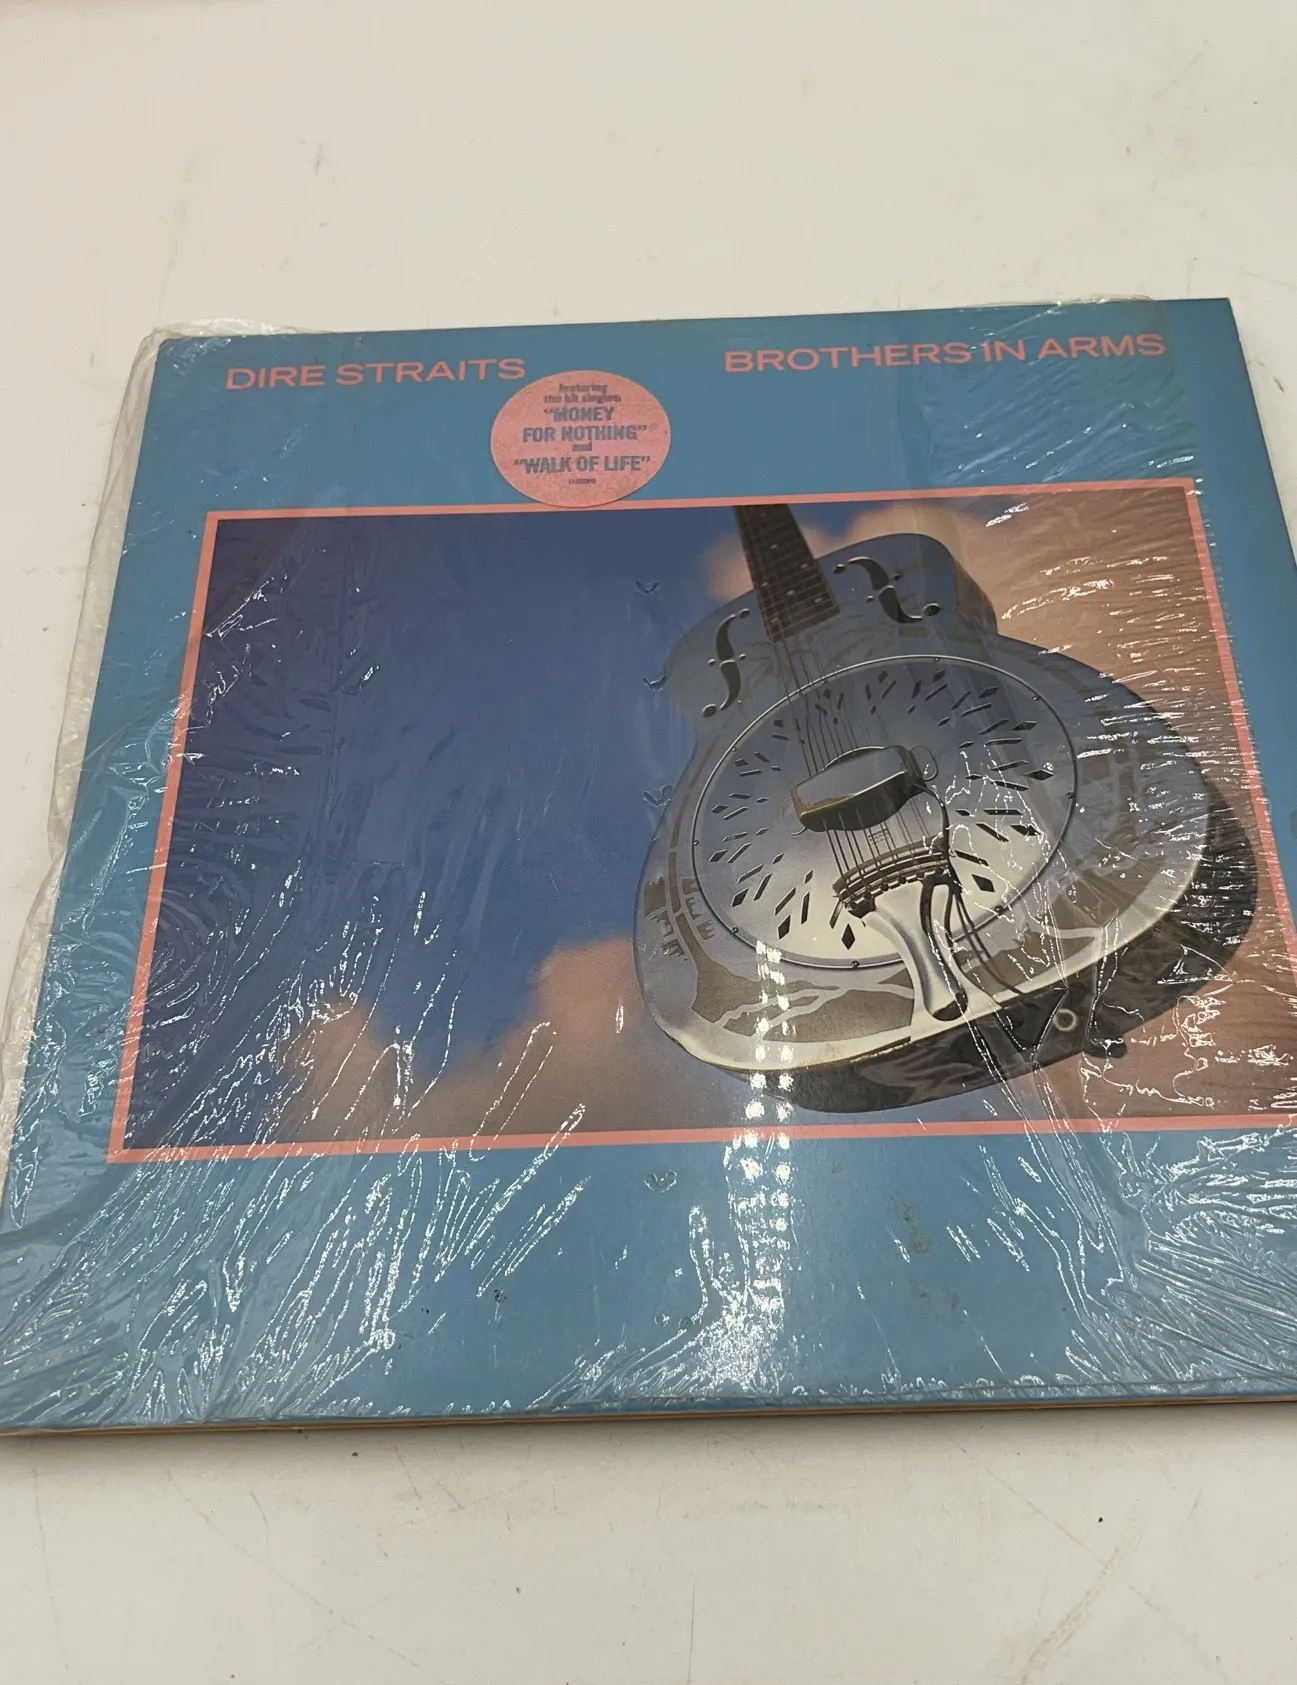 DIRE STRAITS
BROTHERS IN ARMS
featuring
the hit singles:
"MONEY
FOR NOTHING"
and
"WALK OF LIFE"